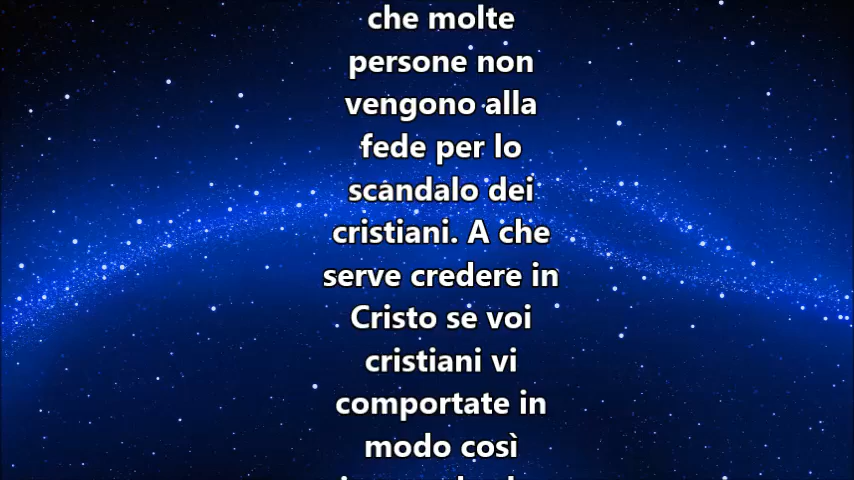 che molte
persone non
vengono alla
fede per lo
scandalo dei
cristiani. A che
serve credere in
Cristo se voi
cristiani vi
comportate in
modo così